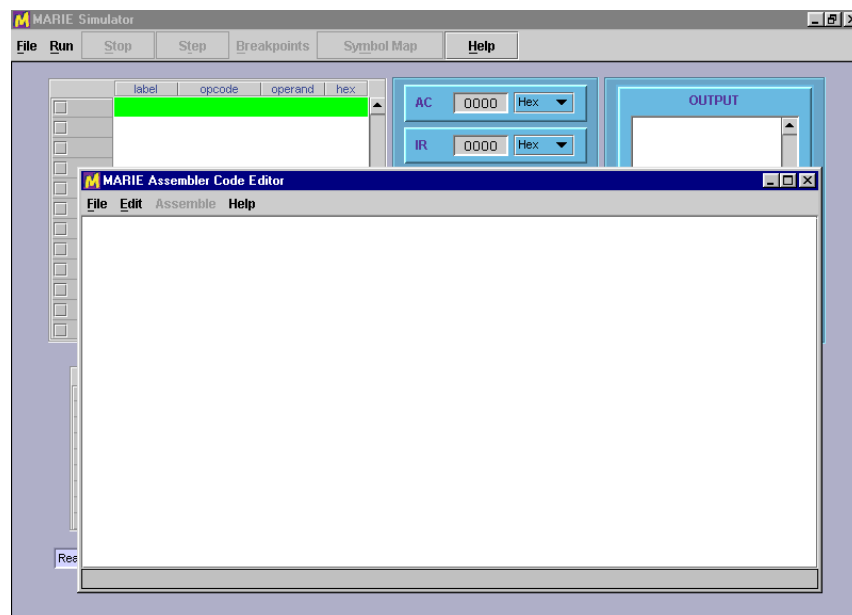 MARIE Simulator
File Run Stop Step Breakpoints Symbol Map Help
label opcode operand hex
AC 0000 Hex
IR 0000 Hex
OUTPUT
MARIE Assembler Code Editor
File Edit Assemble Help
Rea